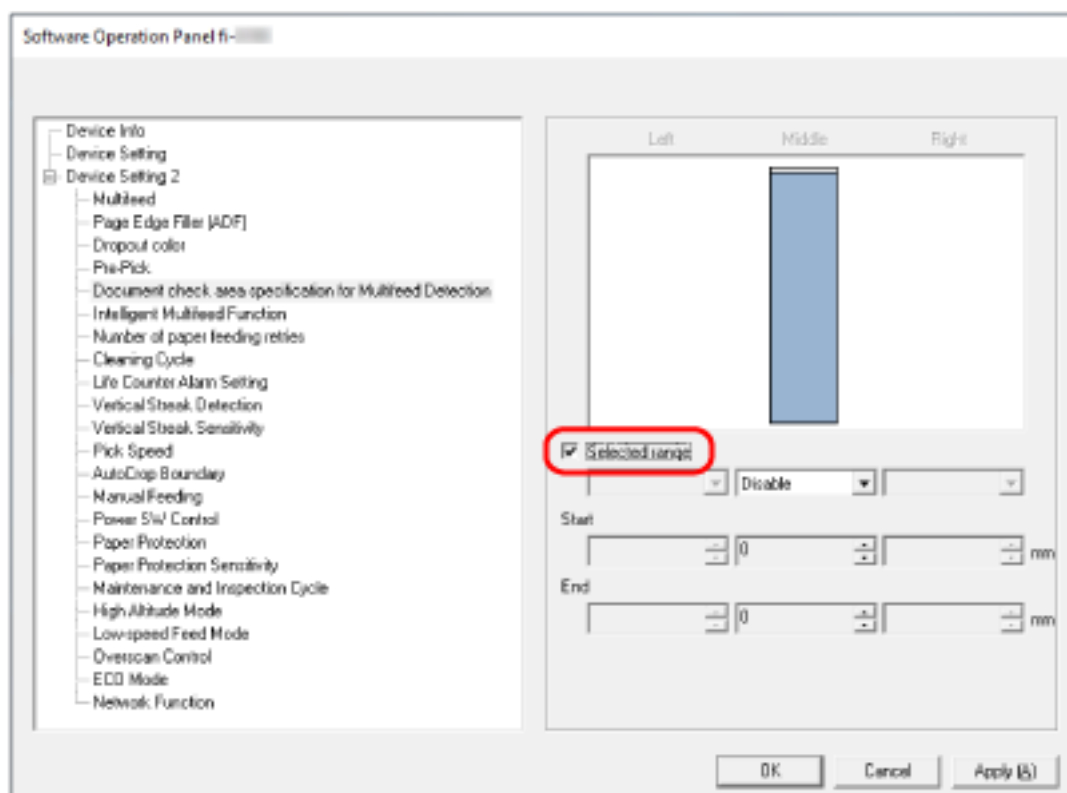 Software Operation Panel fi-
Device Info
Device Setting
Device Setting 2
Multifeed
Page Edge Filler [ADF]
Dropout color
Pre-Pick
Document check area specification for Multifeed Detection
Intelligent Multifeed Function
Number of paper feeding retries
Cleaning Cycle
Life Counter Alarm Setting
Vertical Streak Detection
Vertical Streak Sensitivity
Pick Speed
AutoCrop Boundary
Manual Feeding
Power SW Control
Paper Protection
Paper Protection Sensitivity
Maintenance and Inspection Cycle
High Altitude Mode
Low-speed Feed Mode
Overscan Control
ECO Mode
Network Function
Left Middle Right
Selected range
Disable
Start
0 mm
End
0 mm
OK Cancel Apply (A)